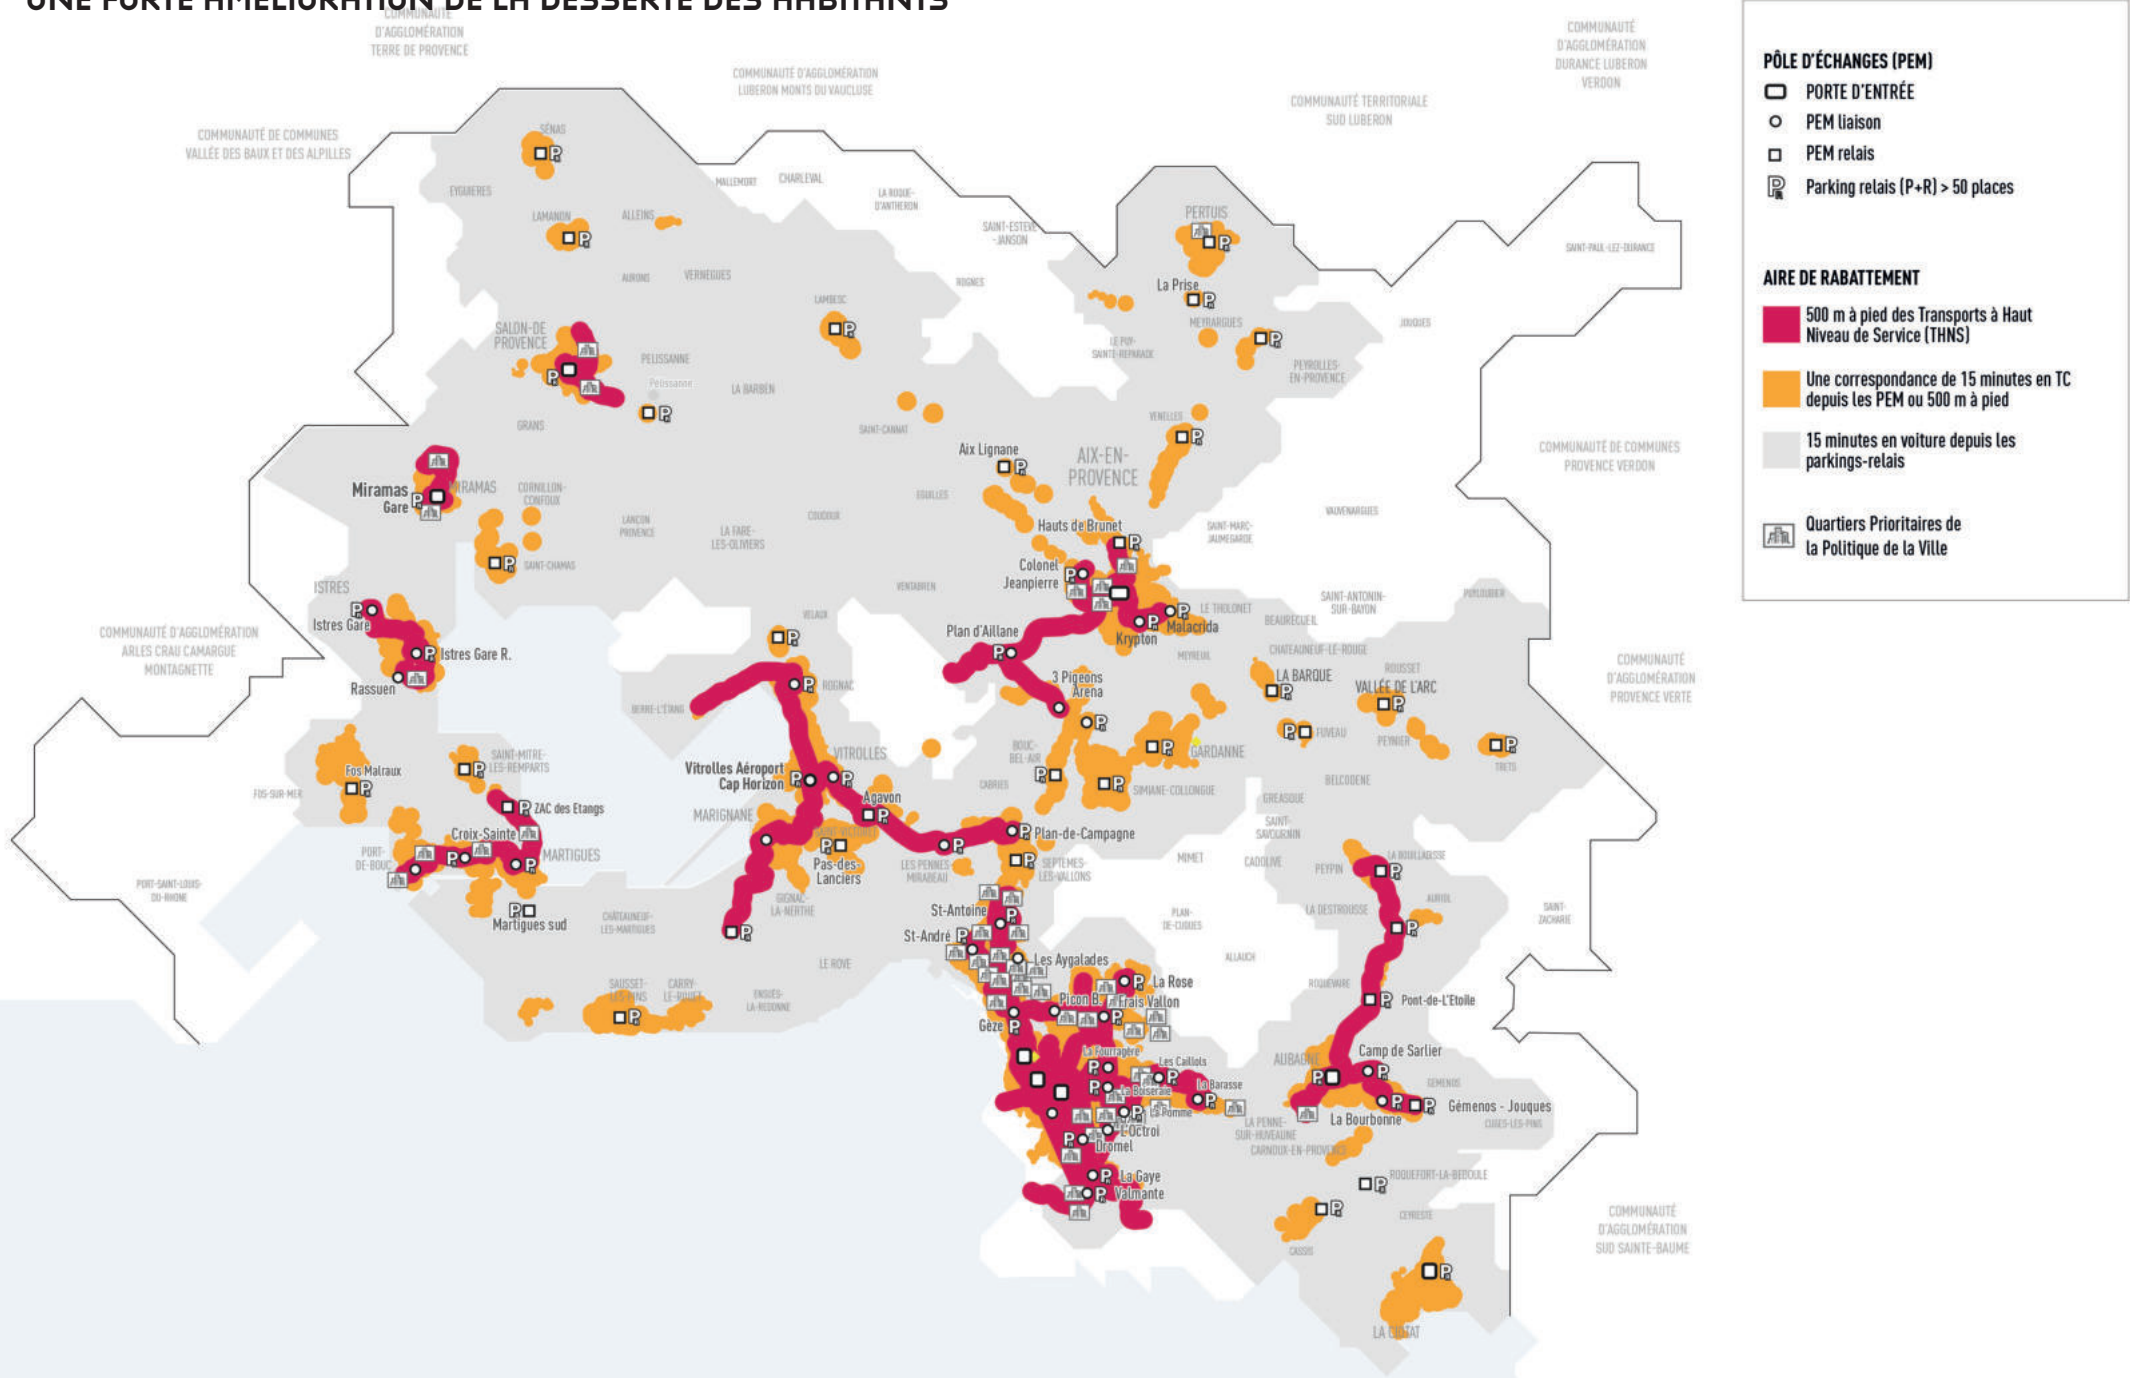 UNE FORTE AMÉLIORATION DE LA DESSERTE DES HABITANTS
COMMUNAUTÉ
D'AGGLOMÉRATION
TERRE DE PROVENCE
COMMUNAUTÉ D'AGGLOMÉRATION
LUBERON MONTS DU VAUCLUSE
COMMUNAUTÉ TERRITORIALE
SUD LUBERON
COMMUNAUTÉ
D'AGGLOMÉRATION
DURANCE LUBERON
VERDON
COMMUNAUTÉ DE COMMUNES
VALLÉE DES BAUX ET DES ALPILLES
PÔLE D'ÉCHANGES (PEM)
PORTE D'ENTRÉE
PEM liaison
PEM relais
Parking relais (P+R) > 50 places
AIRE DE RABATTEMENT
500 m à pied des Transports à Haut
Niveau de Service (THNS)
Une correspondance de 15 minutes en TC
depuis les PEM ou 500 m à pied
15 minutes en voiture depuis les
parkings-relais
Quartiers Prioritaires de
la Politique de la Ville
SÉNAS
EYGUIERES
MALLEMORT
CHARLEVAL
LA ROQUE-
D'ANTHERON
LAMANON
ALLEINS
SAINT-ESTEVE
-JANSON
PERTUIS
SAINT-PAUL-LEZ-DURANCE
AURONS
VERNEGUES
ROGNES
La Prise
LAMBESC
MEYRARGUES
JOUQUES
SALON-DE
PROVENCE
LE PUY-
SAINTE-REPARADE
PELISSANNE
Pelissanne
LA BARBEN
PEYROLLES-
EN-PROVENCE
GRANS
SAINT-CANNAT
VENELLES
Aix Lignane
AIX-EN-
PROVENCE
COMMUNAUTÉ DE COMMUNES
PROVENCE VERDON
Miramas
Gare
MIRAMAS
CORNILLON-
CONFOUX
EGUILLES
LANCON
PROVENCE
LA FARE-
LES-OLIVIERS
COUDOUX
Hauts de Brunet
SAINT-MARC-
JAUMEGARDE
VAUVENARGUES
SAINT-CHAMAS
Colonel
Jeanpierre
VENTABREN
ISTRES
Istres Gare
VELAUX
LE THOLONET
SAINT-ANTONIN-
SUR-BAYON
PUYLOUBIER
BEAURECUEIL
Malacrida
Krypton
Plan d'Aillane
COMMUNAUTÉ D'AGGLOMÉRATION
ARLES CRAU CAMARGUE
MONTAGNETTE
Istres Gare R.
Rassuen
MEYREUIL
CHATEAUNEUF-LE-ROUGE
ROUSSET
COMMUNAUTÉ
D'AGGLOMÉRATION
PROVENCE VERTE
3 Pigeons
Arena
LA BARQUE
VALLÉE DE L'ARC
ROGNAC
BERRE-L'ÉTANG
FUVEAU
PEYNIER
TRETS
SAINT-MITRE-
LES-REMPARTS
VITROLLES
BOUC-
BEL-AIR
GARDANNE
Fos Malraux
FOS-SUR-MER
Vitrolles Aéroport
Cap Horizon
CABRIES
SIMIANE-COLLONGUE
BELCODENE
GREASQUE
ZAC des Etangs
Agavon
MARIGNANE
SAINT-
SAVOURNIN
Croix-Sainte
SAINT-VICTORET
Plan-de-Campagne
PORT-
DE-BOUC
MARTIGUES
Pas-des-
Lanciers
LES PENNES-
MIRABEAU
SEPTEMES-
LES-VALLONS
MIMET
CADOLIVE
PEYPIN
LA BOUILLADISSE
PORT-SAINT-LOUIS-
DU-RHONE
GIGNAC-
LA-NERTHE
Martigues sud
CHÂTEAUNEUF-
LES-MARTIGUES
St-Antoine
PLAN-
DE-CUQUES
LA DESTROUSSE
AURIOL
SAINT-
ZACHARIE
St-André
LE ROVE
Les Aygalades
ALLAUCH
La Rose
ROQUEVAIRE
SAUSSET-
LES-PINS
CARRY-
LE-ROUET
ENSUES-
LA-REDONNE
Picon B.
Frais Vallon
Pont-de-L'Etoile
Gèze
La Fourragère
Les Caillols
AUBAGNE
Camp de Sarlier
La Boiseraie
La Barasse
GEMENOS
La Pomme
Gémenos - Jouques
L'Octroi
LA PENNE-
SUR-HUVEAUNE
La Bourbonne
CUGES-LES-PINS
Dromel
CARNOUX-EN-PROVENCE
La Gaye
Valmante
ROQUEFORT-LA-BEDOULE
CEYRESTE
CASSIS
COMMUNAUTÉ
D'AGGLOMÉRATION
SUD SAINTE-BAUME
LA CIOTAT